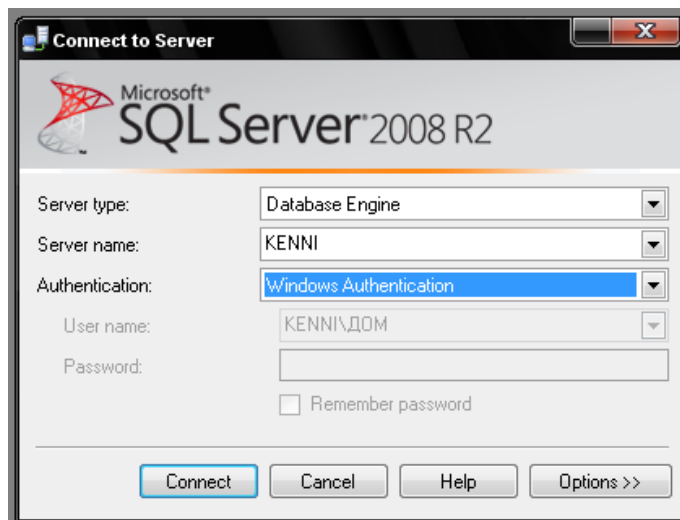 Connect to Server
Microsoft®
SQL Server® 2008 R2
Server type: Database Engine
Server name: KENNI
Authentication: Windows Authentication
User name: KENNI\ДОМ
Password:
Remember password
Connect Cancel Help Options >>